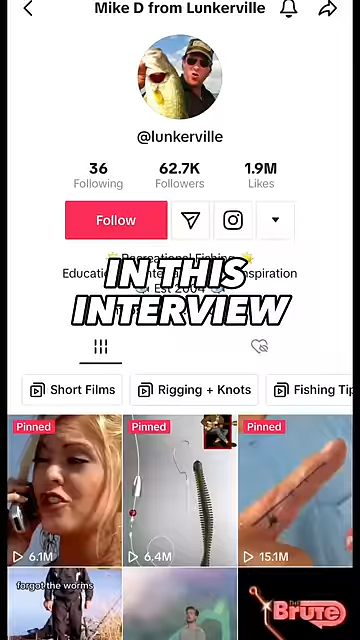 Mike D from Lunkerville
@lunkerville
36 62.7K 1.9M
Following Followers Likes
Follow
Recreational Fishing
IN THIS
INTERVIEW
Est 2004
Short Films Rigging + Knots Fishing Tip
Pinned Pinned Pinned
6.1M 6.4M 15.1M
forgot the worms
Brute